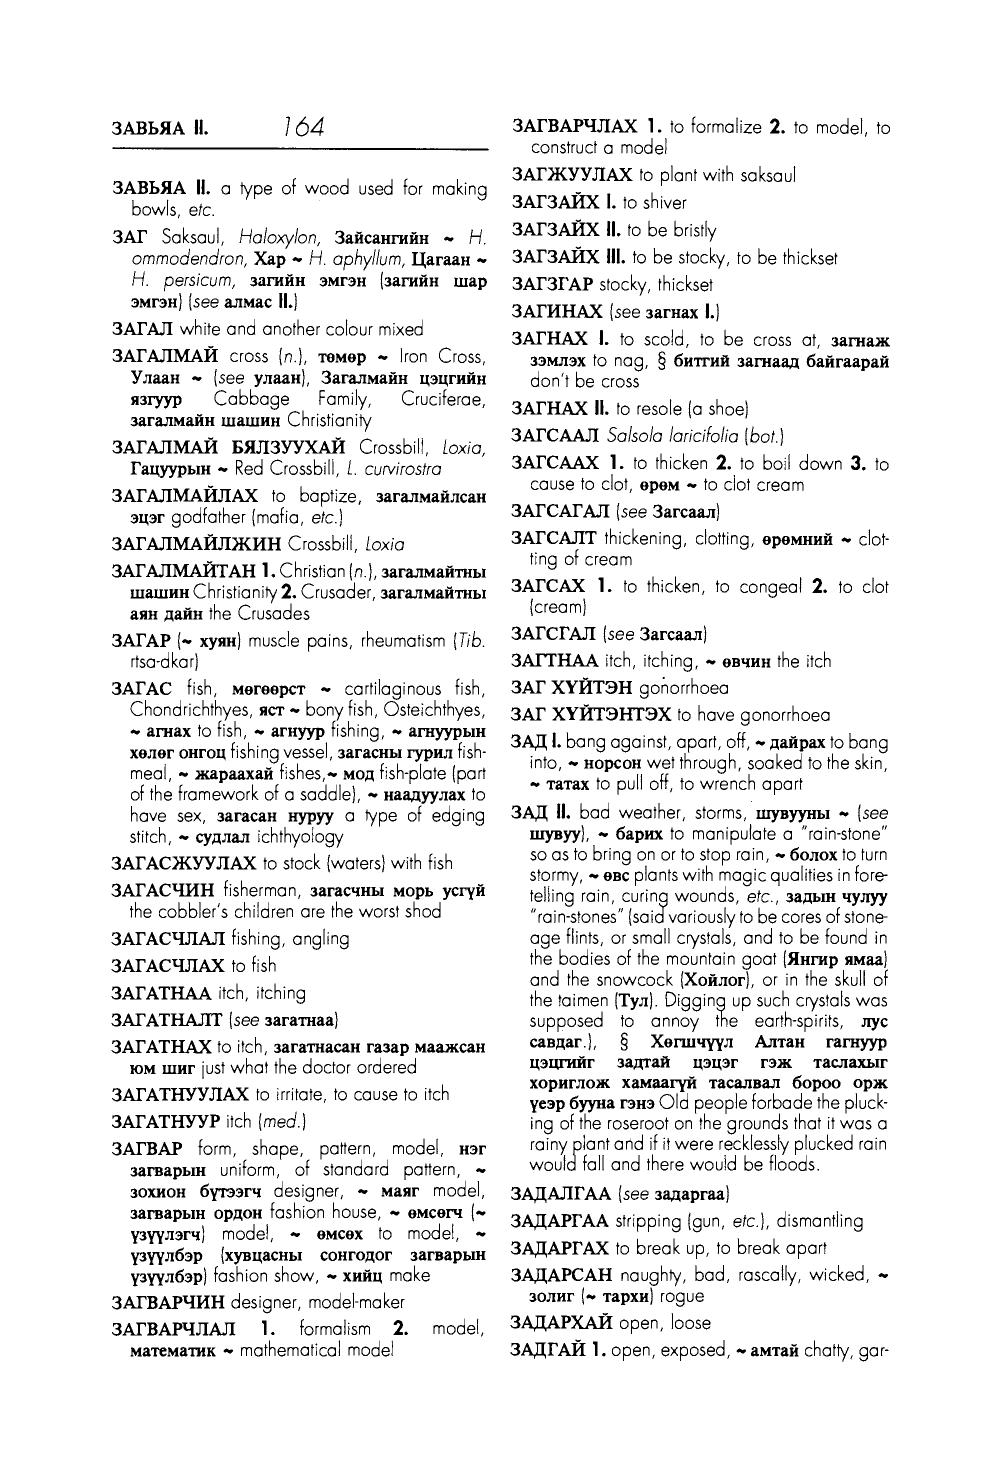 ЗАВЬЯА II. 164
ЗАВЬЯА II. a type of wood used for making
bowls, etc.
ЗАГ Saksaul, Haloxylon, Зайсангийн ~ H.
ommodendron, Хар ~ H. aphyllum, Цагаан ~
H. persicum, загийн эмгэн (загийн шар
эмгэн) (see алмас II.)
ЗАГАЛ white and another colour mixed
ЗАГАЛМАЙ cross (n.), төмөр ~ Iron Cross,
Улаан ~ (see улаан), Загалмайн цэцгийн
язгуур Cabbage Family, Cruciferae,
загалмайн шашин Christianity
ЗАГАЛМАЙ БЯЛЗУУХАЙ Crossbill, Loxia,
Гацуурын ~ Red Crossbill, L. curvirostra
ЗАГАЛМАЙЛАХ to baptize, загалмайлсан
эцэг godfather (mafia, etc.)
ЗАГАЛМАЙЛЖИН Crossbill, Loxia
ЗАГАЛМАЙТАН 1. Christian (n.), загалмайтны
шашин Christianity 2. Crusader, загалмайтны
аян дайн the Crusades
ЗАГАР (~ хуян) muscle pains, rheumatism (Tib.
rtsa-dkar)
ЗАГАС fish, мөгөөрст ~ cartilaginous fish,
Chondrichthyes, яст ~ bony fish, Osteichthyes,
~ агнах to fish, ~ агнуур fishing, ~ агнуурын
хөлөг онгоц fishing vessel, загасны гурил fish-
meal, ~ жараахай fishes,~ мод fish-plate (part
of the framework of a saddle), ~ наадуулах to
have sex, загасан нуруу a type of edging
stitch, ~ судлал ichthyology
ЗАГАСЖУУЛАХ to stock (waters) with fish
ЗАГАСЧИН fisherman, загасчны морь усгүй
the cobbler's children are the worst shod
ЗАГАСЧЛАЛ fishing, angling
ЗАГАСЧЛАХ to fish
ЗАГАТНАА itch, itching
ЗАГАТНАЛТ (see загатнаа)
ЗАГАТНАХ to itch, загатнасан газар маажсан
юм шиг just what the doctor ordered
ЗАГАТНУУЛАХ to irritate, to cause to itch
ЗАГАТНУУР itch (med.)
ЗАГВАР form, shape, pattern, model, нэг
загварын uniform, of standard pattern, ~
зохион бүтээгч designer, ~ маяг model,
загварын ордон fashion house, ~ өмсөгч (~
үзүүлэгч) model, ~ өмсөх to model, ~
үзүүлбэр (хувцасны сонгодог загварын
үзүүлбэр) fashion show, ~ хийц make
ЗАГВАРЧИН designer, model-maker
ЗАГВАРЧЛАЛ 1. formalism 2. model,
математик ~ mathematical model
ЗАГВАРЧЛАХ 1. to formalize 2. to model, to
construct a model
ЗАГЖУУЛАХ to plant with saksaul
ЗАГЗАЙХ I. to shiver
ЗАГЗАЙХ II. to be bristly
ЗАГЗАЙХ III. to be stocky, to be thickset
ЗАГЗГАР stocky, thickset
ЗАГИНАХ (see загнах I.)
ЗАГНАХ I. to scold, to be cross at, загнаж
зэмлэх to nag, § битгий загнаад байгаарай
don't be cross
ЗАГНАХ II. to resole (a shoe)
ЗАГСААЛ Salsola laricifolia (bot.)
ЗАГСААХ 1. to thicken 2. to boil down 3. to
cause to clot, өрөм ~ to clot cream
ЗАГСАГАЛ (see Загсаал)
ЗАГСАЛТ thickening, clotting, өрөмний ~ clot-
ting of cream
ЗАГСАХ 1. to thicken, to congeal 2. to clot
(cream)
ЗАГСГАЛ (see Загсаал)
ЗАГТНАА itch, itching, ~ өвчин the itch
ЗАГ ХҮЙТЭН gonorrhoea
ЗАГ ХҮЙТЭНТЭХ to have gonorrhoea
ЗАД I. bang against, apart, off, ~ дайрах to bang
into, ~ норсон wet through, soaked to the skin,
~ татах to pull off, to wrench apart
ЗАД II. bad weather, storms, шувууны ~ (see
шувуу), ~ барих to manipulate a "rain-stone"
so as to bring on or to stop rain, ~ болох to turn
stormy, ~ өвс plants with magic qualities in fore-
telling rain, curing wounds, etc., задын чулуу
"rain-stones" (said variously to be cores of stone-
age flints, or small crystals, and to be found in
the bodies of the mountain goat (Янгир ямаа)
and the snowcock (Хойлог), or in the skull of
the taimen (Тул). Digging up such crystals was
supposed to annoy the earth-spirits, лус
савдаг.), § Хөгшчүүл Алтан гагнуур
цэцгийг задтай цэцэг гэж таслахыг
хориглож хамаагүй тасалвал бороо орж
үеэр бууна гэнэ Old people forbade the pluck-
ing of the roseroot on the grounds that it was a
rainy plant and if it were recklessly plucked rain
would fall and there would be floods.
ЗАДАЛГАА (see задаргаа)
ЗАДАРГАА stripping (gun, etc.), dismantling
ЗАДАРГАХ to break up, to break apart
ЗАДАРСАН naughty, bad, rascally, wicked, ~
золиг (~ тархи) rogue
ЗАДАРХАЙ open, loose
ЗАДГАЙ 1. open, exposed, ~ амтай chatty, gar-